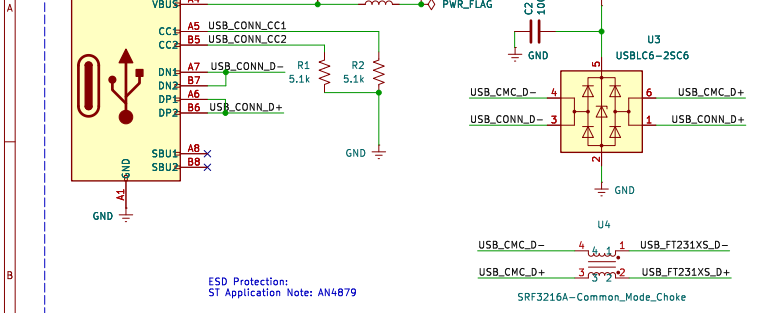 A
VBUS A4
PWR_FLAG
CC1 A5 USB_CONN_CC1
CC2 B5 USB_CONN_CC2
DN1 A7 USB_CONN_D-
DN2 B7
DP1 A6
DP2 B6 USB_CONN_D+
R1
5.1k
R2
5.1k
GND
SBU1 A8
SBU2 B8
GND
A1
GND
C2
GND
U3
USBLC6-2SC6
5
USB_CMC_D- 4
6 USB_CMC_D+
USB_CONN_D- 3
1 USB_CONN_D+
2
GND
U4
USB_CMC_D- 4 4 1 1 USB_FT231XS_D-
USB_CMC_D+ 3 3 2 2 USB_FT231XS_D+
SRF3216A-Common_Mode_Choke
B
ESD Protection:
ST Application Note: AN4879